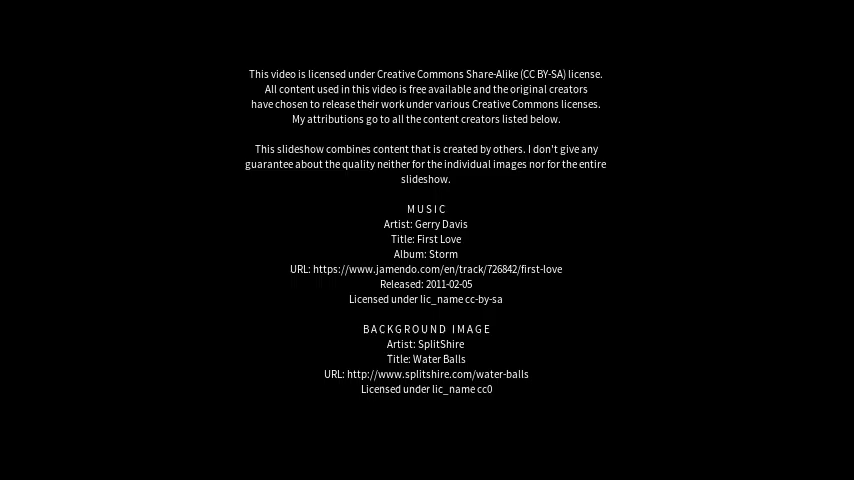 This video is licensed under Creative Commons Share-Alike (CC BY-SA) license.
All content used in this video is free available and the original creators
have chosen to release their work under various Creative Commons licenses.
My attributions go to all the content creators listed below.
This slideshow combines content that is created by others. I don't give any
guarantee about the quality neither for the individual images nor for the entire
slideshow.
MUSIC
Artist: Gerry Davis
Title: First Love
Album: Storm
URL: https://www.jamendo.com/en/track/726842/first-love
Released: 2011-02-05
Licensed under lic_name cc-by-sa
BACKGROUND IMAGE
Artist: SplitShire
Title: Water Balls
URL: http://www.splitshire.com/water-balls
Licensed under lic_name cc0